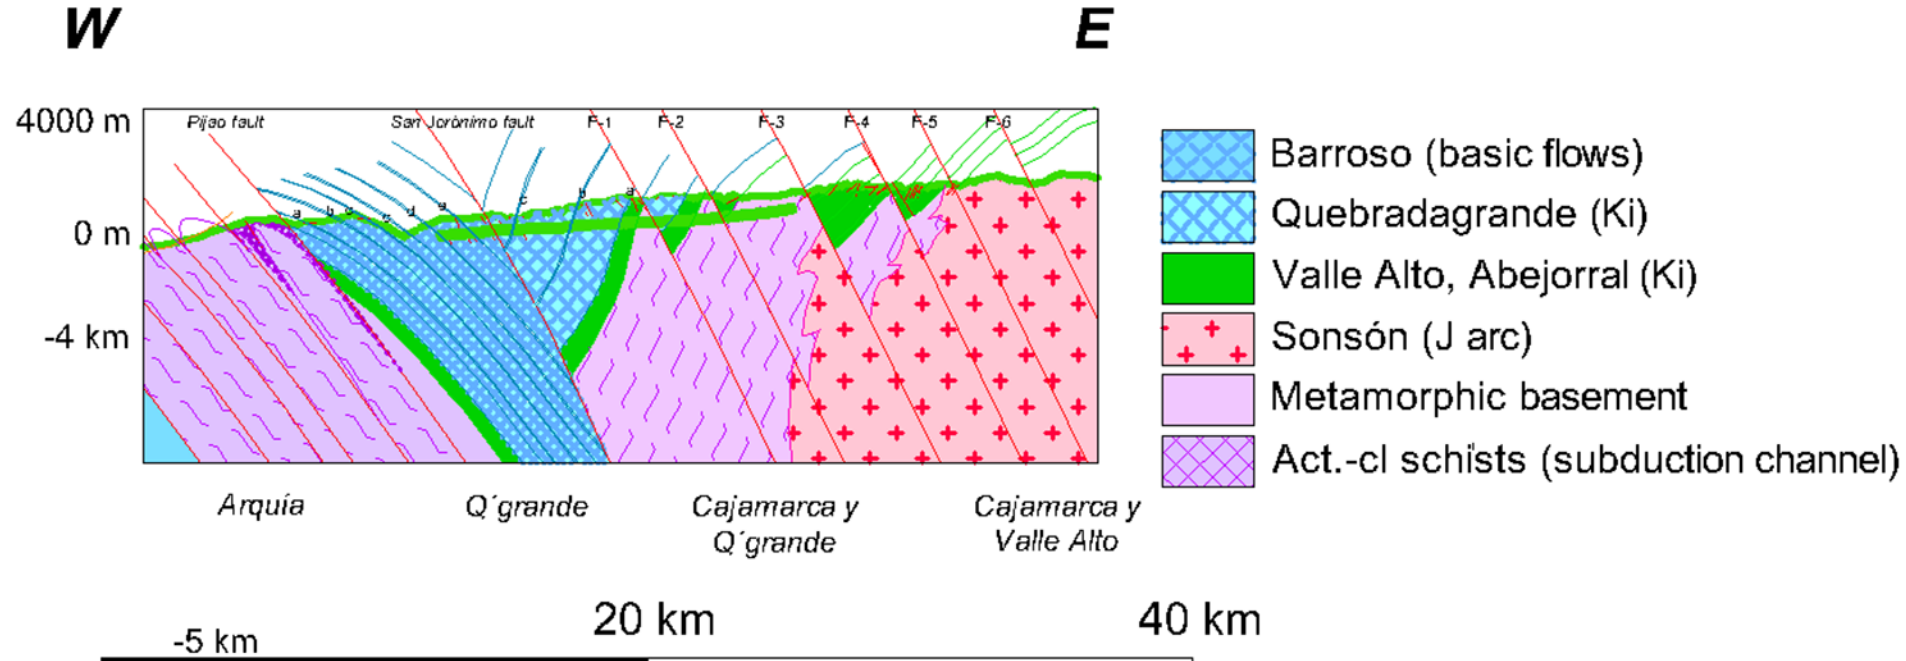 W
E
4000 m
0 m
-4 km
Pijao fault
San Jerónimo fault
F-1
F-2
F-3
F-4
F-5
F-6
a
b
c
c
d
e
c
b
a
Barroso (basic flows)
Quebradagrande (Ki)
Valle Alto, Abejorral (Ki)
Sonsón (J arc)
Metamorphic basement
Act.-cl schists (subduction channel)
Arquía
Q´grande
Cajamarca y
Q´grande
Cajamarca y
Valle Alto
20 km
40 km
-5 km